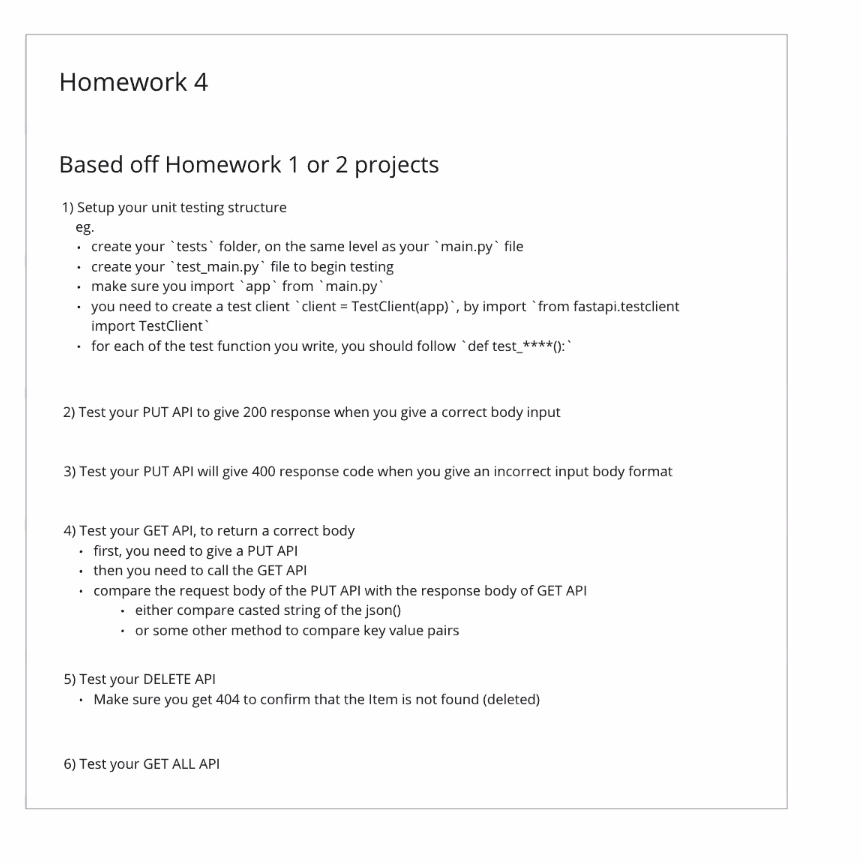 Homework 4
Based off Homework 1 or 2 projects
1) Setup your unit testing structure
eg.
• create your `tests` folder, on the same level as your `main.py` file
• create your `test_main.py` file to begin testing
• make sure you import `app` from `main.py`
• you need to create a test client `client = TestClient(app)`, by import `from fastapi.testclient
import TestClient`
• for each of the test function you write, you should follow `def test_****():`
2) Test your PUT API to give 200 response when you give a correct body input
3) Test your PUT API will give 400 response code when you give an incorrect input body format
4) Test your GET API, to return a correct body
• first, you need to give a PUT API
• then you need to call the GET API
• compare the request body of the PUT API with the response body of GET API
• either compare casted string of the json()
• or some other method to compare key value pairs
5) Test your DELETE API
• Make sure you get 404 to confirm that the Item is not found (deleted)
6) Test your GET ALL API